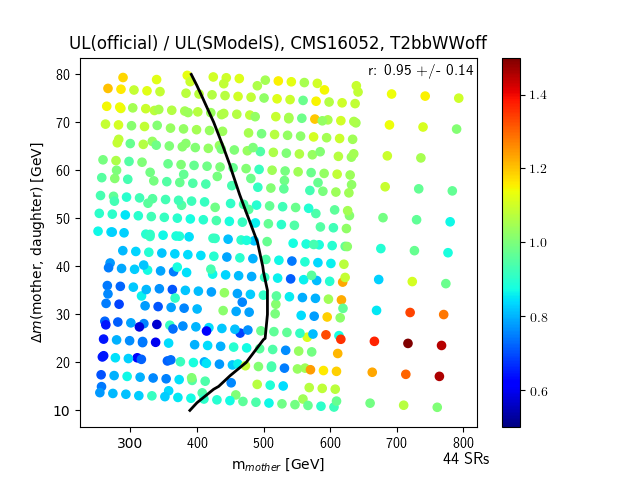 UL(official) / UL(SModelS), CMS16052, T2bbWWoff
r: 0.95 +/- 0.14
80
70
60
50
40
30
20
10
Δm(mother, daughter) [GeV]
300 400 500 600 700 800
m_mother [GeV]
44 SRs
1.4
1.2
1.0
0.8
0.6